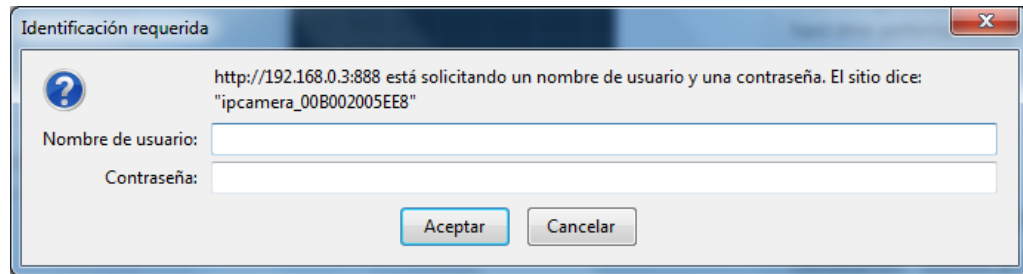 Identificación requerida
http://192.168.0.3:888 está solicitando un nombre de usuario y una contraseña. El sitio dice:
"ipcamera_00B002005EE8"
Nombre de usuario:
Contraseña:
Aceptar
Cancelar